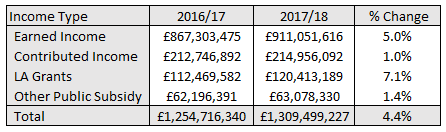 Income Type 2016/17 2017/18 % Change
Earned Income £867,303,475 £911,051,616 5.0%
Contributed Income £212,746,892 £214,956,092 1.0%
LA Grants £112,469,582 £120,413,189 7.1%
Other Public Subsidy £62,196,391 £63,078,330 1.4%
Total £1,254,716,340 £1,309,499,227 4.4%